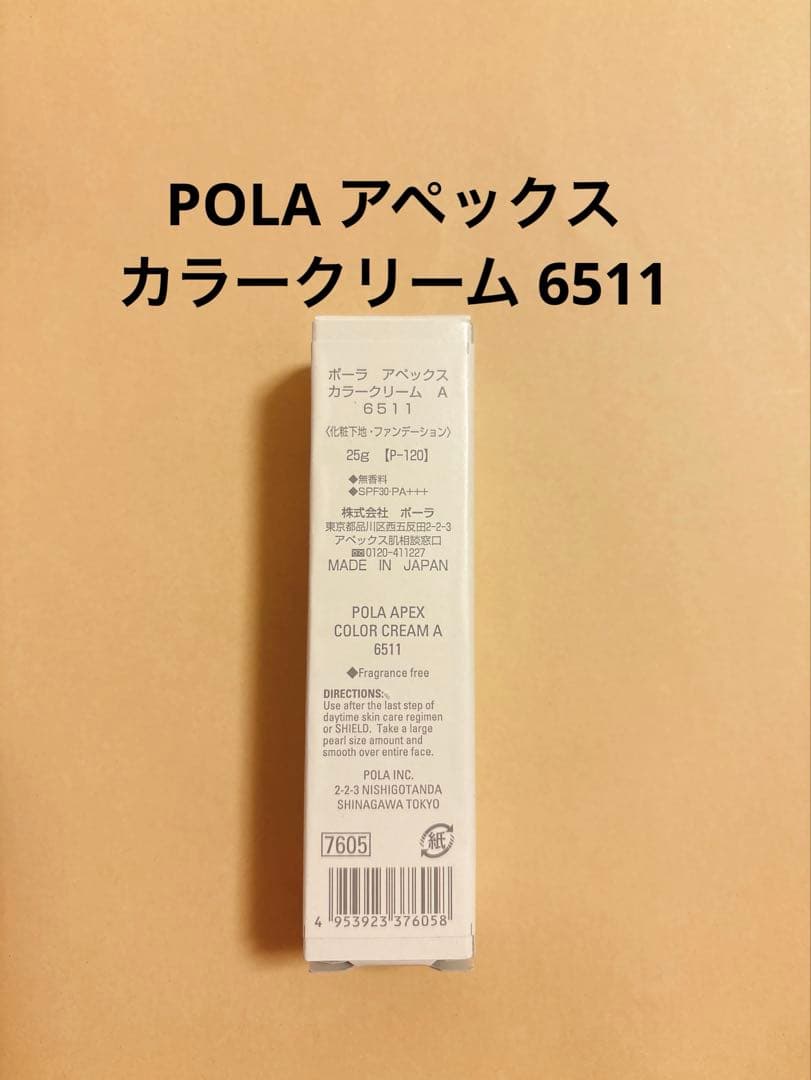 POLA アペックス
カラークリーム 6511
ポーラ　アペックス
カラークリーム　A
6511
〈化粧下地・ファンデーション〉
25g 【P-120】
◆無香料
◆SPF30・PA+++
株式会社　ポーラ
東京都品川区西五反田2-2-3
アペックス肌相談窓口
0120-411227
MADE IN JAPAN
POLA APEX
COLOR CREAM A
6511
◆Fragrance free
DIRECTIONS:
Use after the last step of
daytime skin care regimen
or SHIELD. Take a large
pearl size amount and
smooth over entire face.
POLA INC.
2-2-3 NISHIGOTANDA
SHINAGAWA TOKYO
7605
紙
4 953923 376058